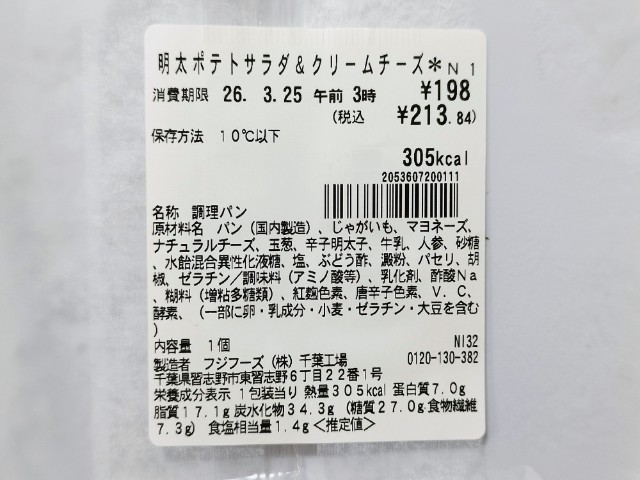 明太ポテトサラダ&クリームチーズ*N1
消費期限 26. 3.25 午前 3時 ¥198
(税込 ¥213.84)
保存方法 10℃以下
305kcal
2053607200111
名称 調理パン
原材料名 パン(国内製造)、じゃがいも、マヨネーズ、
ナチュラルチーズ、玉葱、辛子明太子、牛乳、人参、砂糖
、水飴混合異性化液糖、塩、ぶどう酢、澱粉、パセリ、胡
椒、ゼラチン/調味料(アミノ酸等)、乳化剤、酢酸Na
、糊料(増粘多糖類)、紅麹色素、唐辛子色素、V.C、
酵素、(一部に卵・乳成分・小麦・ゼラチン・大豆を含む
)
内容量 1個 NI32
製造者 フジフーズ(株)千葉工場 0120-130-382
千葉県習志野市東習志野6丁目22番1号
栄養成分表示 1包装当り 熱量305kcal 蛋白質7.0g
脂質17.1g 炭水化物34.3g (糖質27.0g 食物繊維
7.3g) 食塩相当量1.4g<推定値>